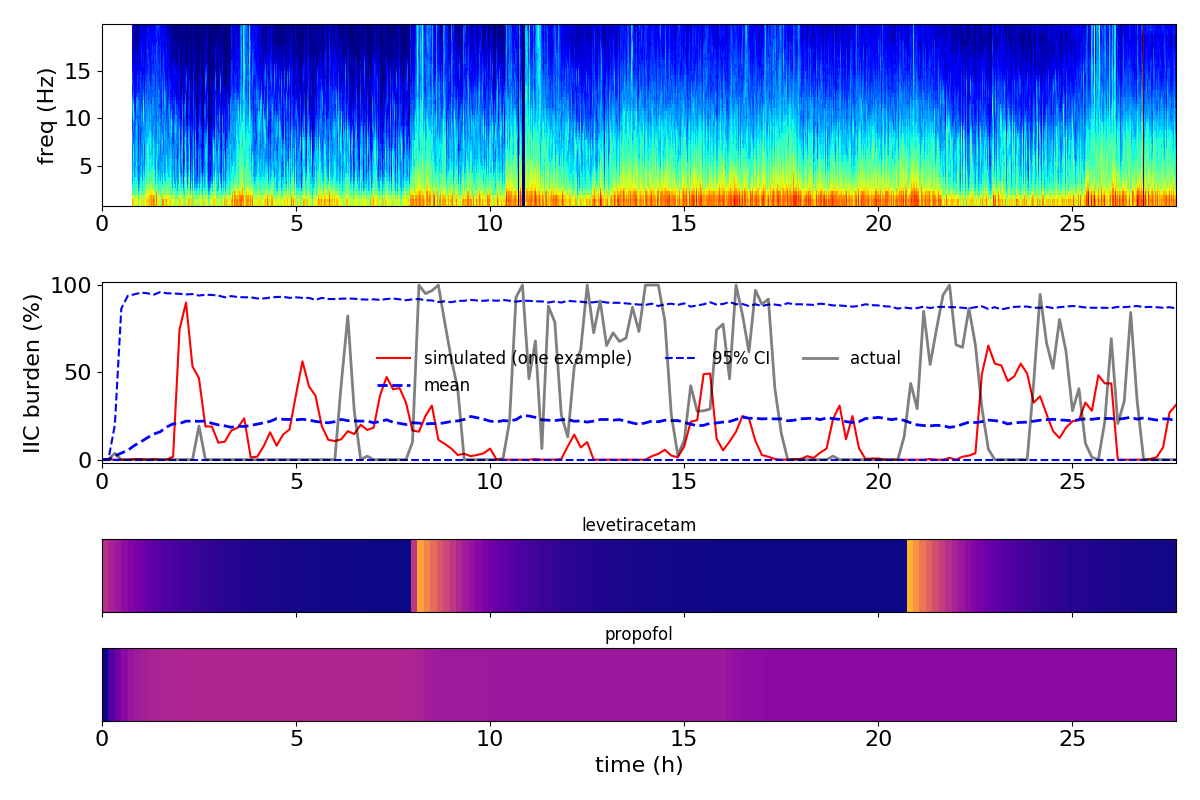 freq (Hz)
15
10
5
0 5 10 15 20 25
IIC burden (%)
100
50
0
simulated (one example) 95% CI actual
mean
0 5 10 15 20 25
levetiracetam
propofol
0 5 10 15 20 25
time (h)